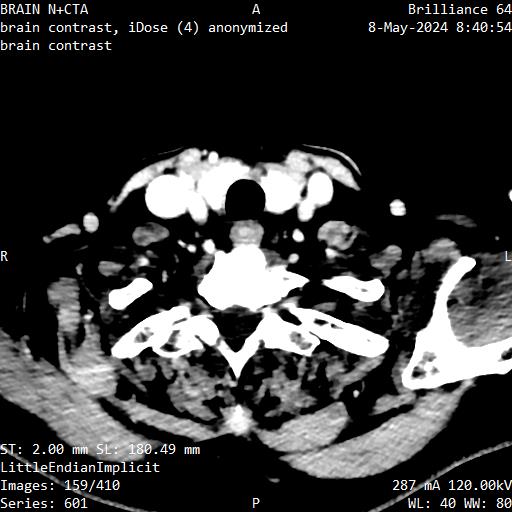 BRAIN N+CTA
A
Brilliance 64
brain contrast, iDose (4) anonymized
8-May-2024 8:40:54
brain contrast
R
L
ST: 2.00 mm SL: 180.49 mm
LittleEndianImplicit
Images: 159/410
287 mA 120.00kV
Series: 601
P
WL: 40 WW: 80